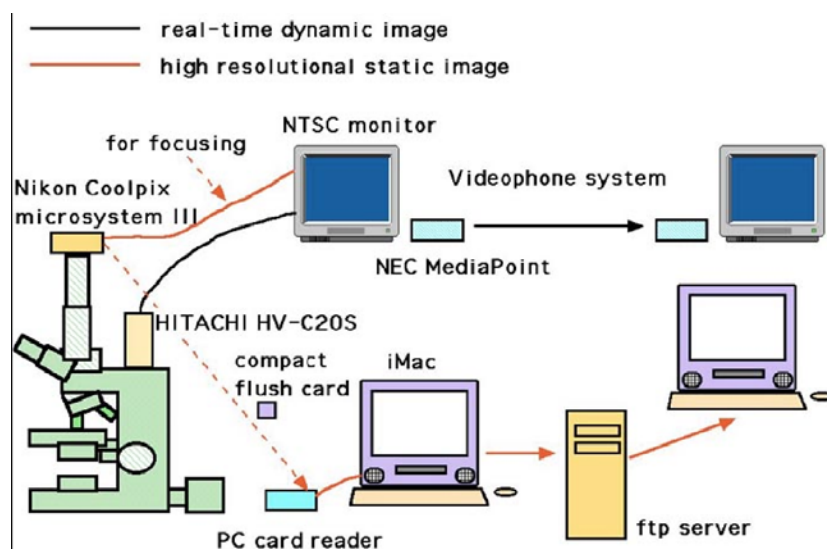 real-time dynamic image
high resolutional static image
NTSC monitor
for focusing
Nikon Coolpix
microsystem III
Videophone system
NEC MediaPoint
HITACHI HV-C20S
compact
flush card
iMac
PC card reader
ftp server